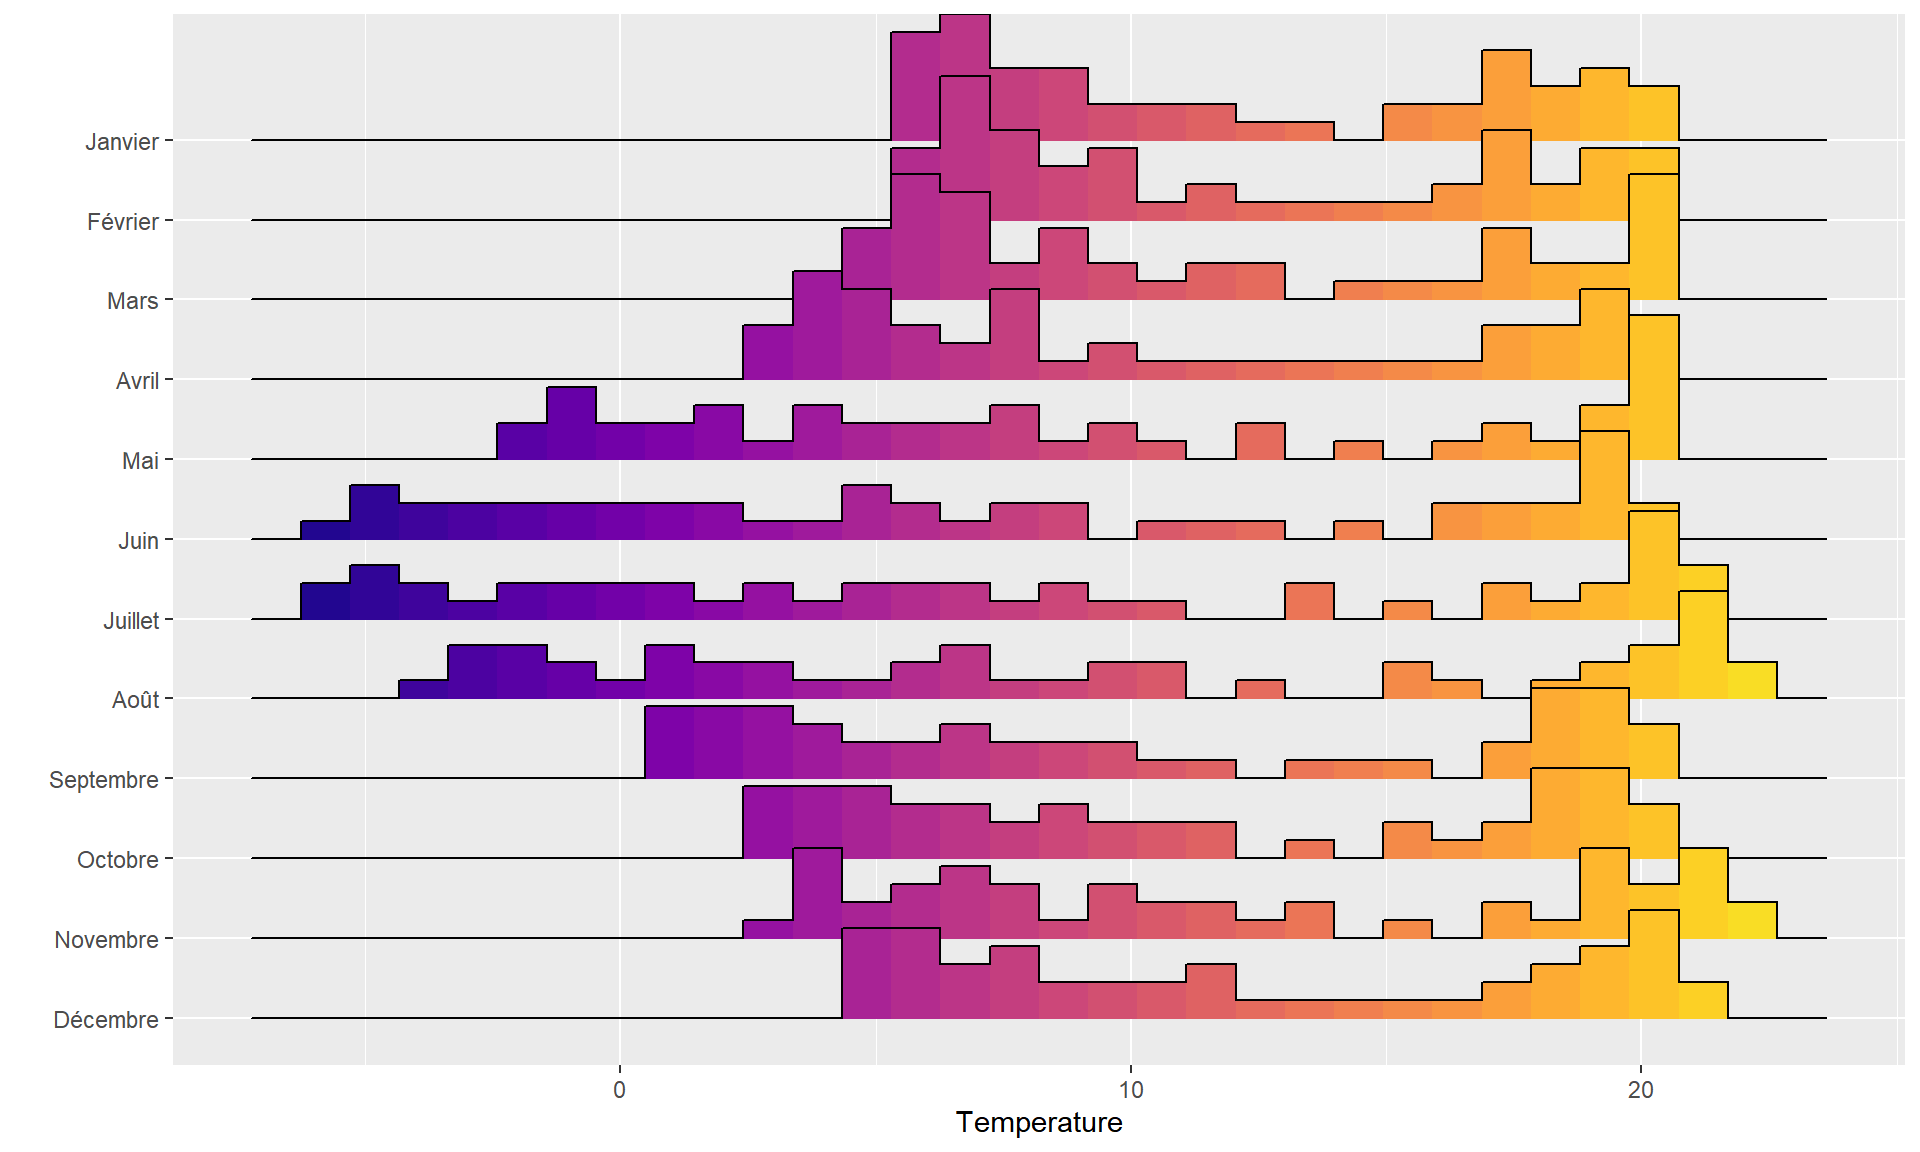 Janvier
Février
Mars
Avril
Mai
Juin
Juillet
Août
Septembre
Octobre
Novembre
Décembre
0 10 20
Temperature